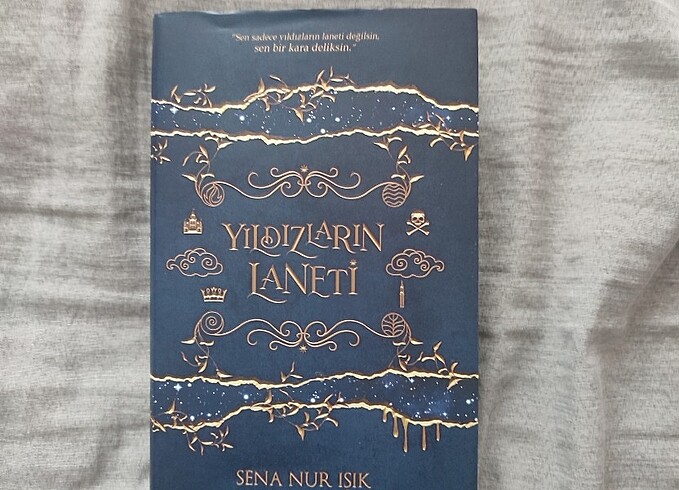 "Sen sadece yıldızların laneti değilsin,
sen bir kara deliksin."
YILDIZLARIN
LANETİ
SENA NUR IŞIK